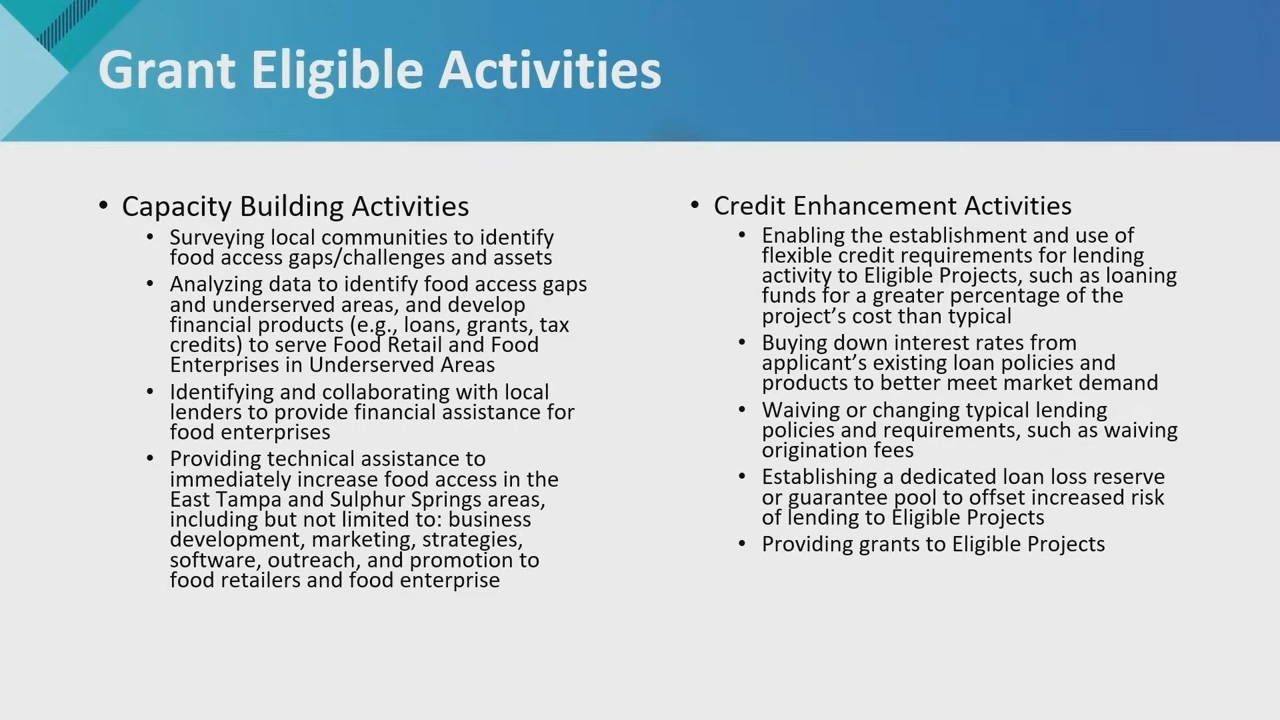 Grant Eligible Activities
• Capacity Building Activities
• Surveying local communities to identify
food access gaps/challenges and assets
• Analyzing data to identify food access gaps
and underserved areas, and develop
financial products (e.g., loans, grants, tax
credits) to serve Food Retail and Food
Enterprises in Underserved Areas
• Identifying and collaborating with local
lenders to provide financial assistance for
food enterprises
• Providing technical assistance to
immediately increase food access in the
East Tampa and Sulphur Springs areas,
including but not limited to: business
development, marketing, strategies,
software, outreach, and promotion to
food retailers and food enterprise
• Credit Enhancement Activities
• Enabling the establishment and use of
flexible credit requirements for lending
activity to Eligible Projects, such as loaning
funds for a greater percentage of the
project’s cost than typical
• Buying down interest rates from
applicant’s existing loan policies and
products to better meet market demand
• Waiving or changing typical lending
policies and requirements, such as waiving
origination fees
• Establishing a dedicated loan loss reserve
or guarantee pool to offset increased risk
of lending to Eligible Projects
• Providing grants to Eligible Projects